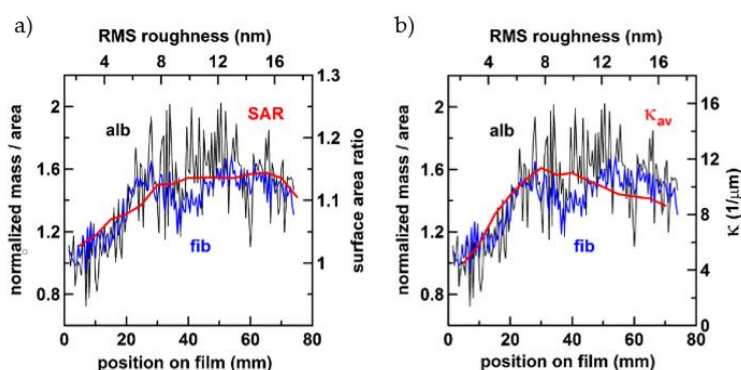 a)
RMS roughness (nm)
4 8 12 16
2
1.6
1.2
0.8
normalized mass / area
alb
SAR
fib
1.3
1.2
1.1
1
surface area ratio
0 20 40 60 80
position on film (mm)
b)
RMS roughness (nm)
4 8 12 16
2
1.6
1.2
0.8
normalized mass / area
alb
κav
fib
16
12
8
4
0
κ (1/μm)
0 20 40 60 80
position on film (mm)